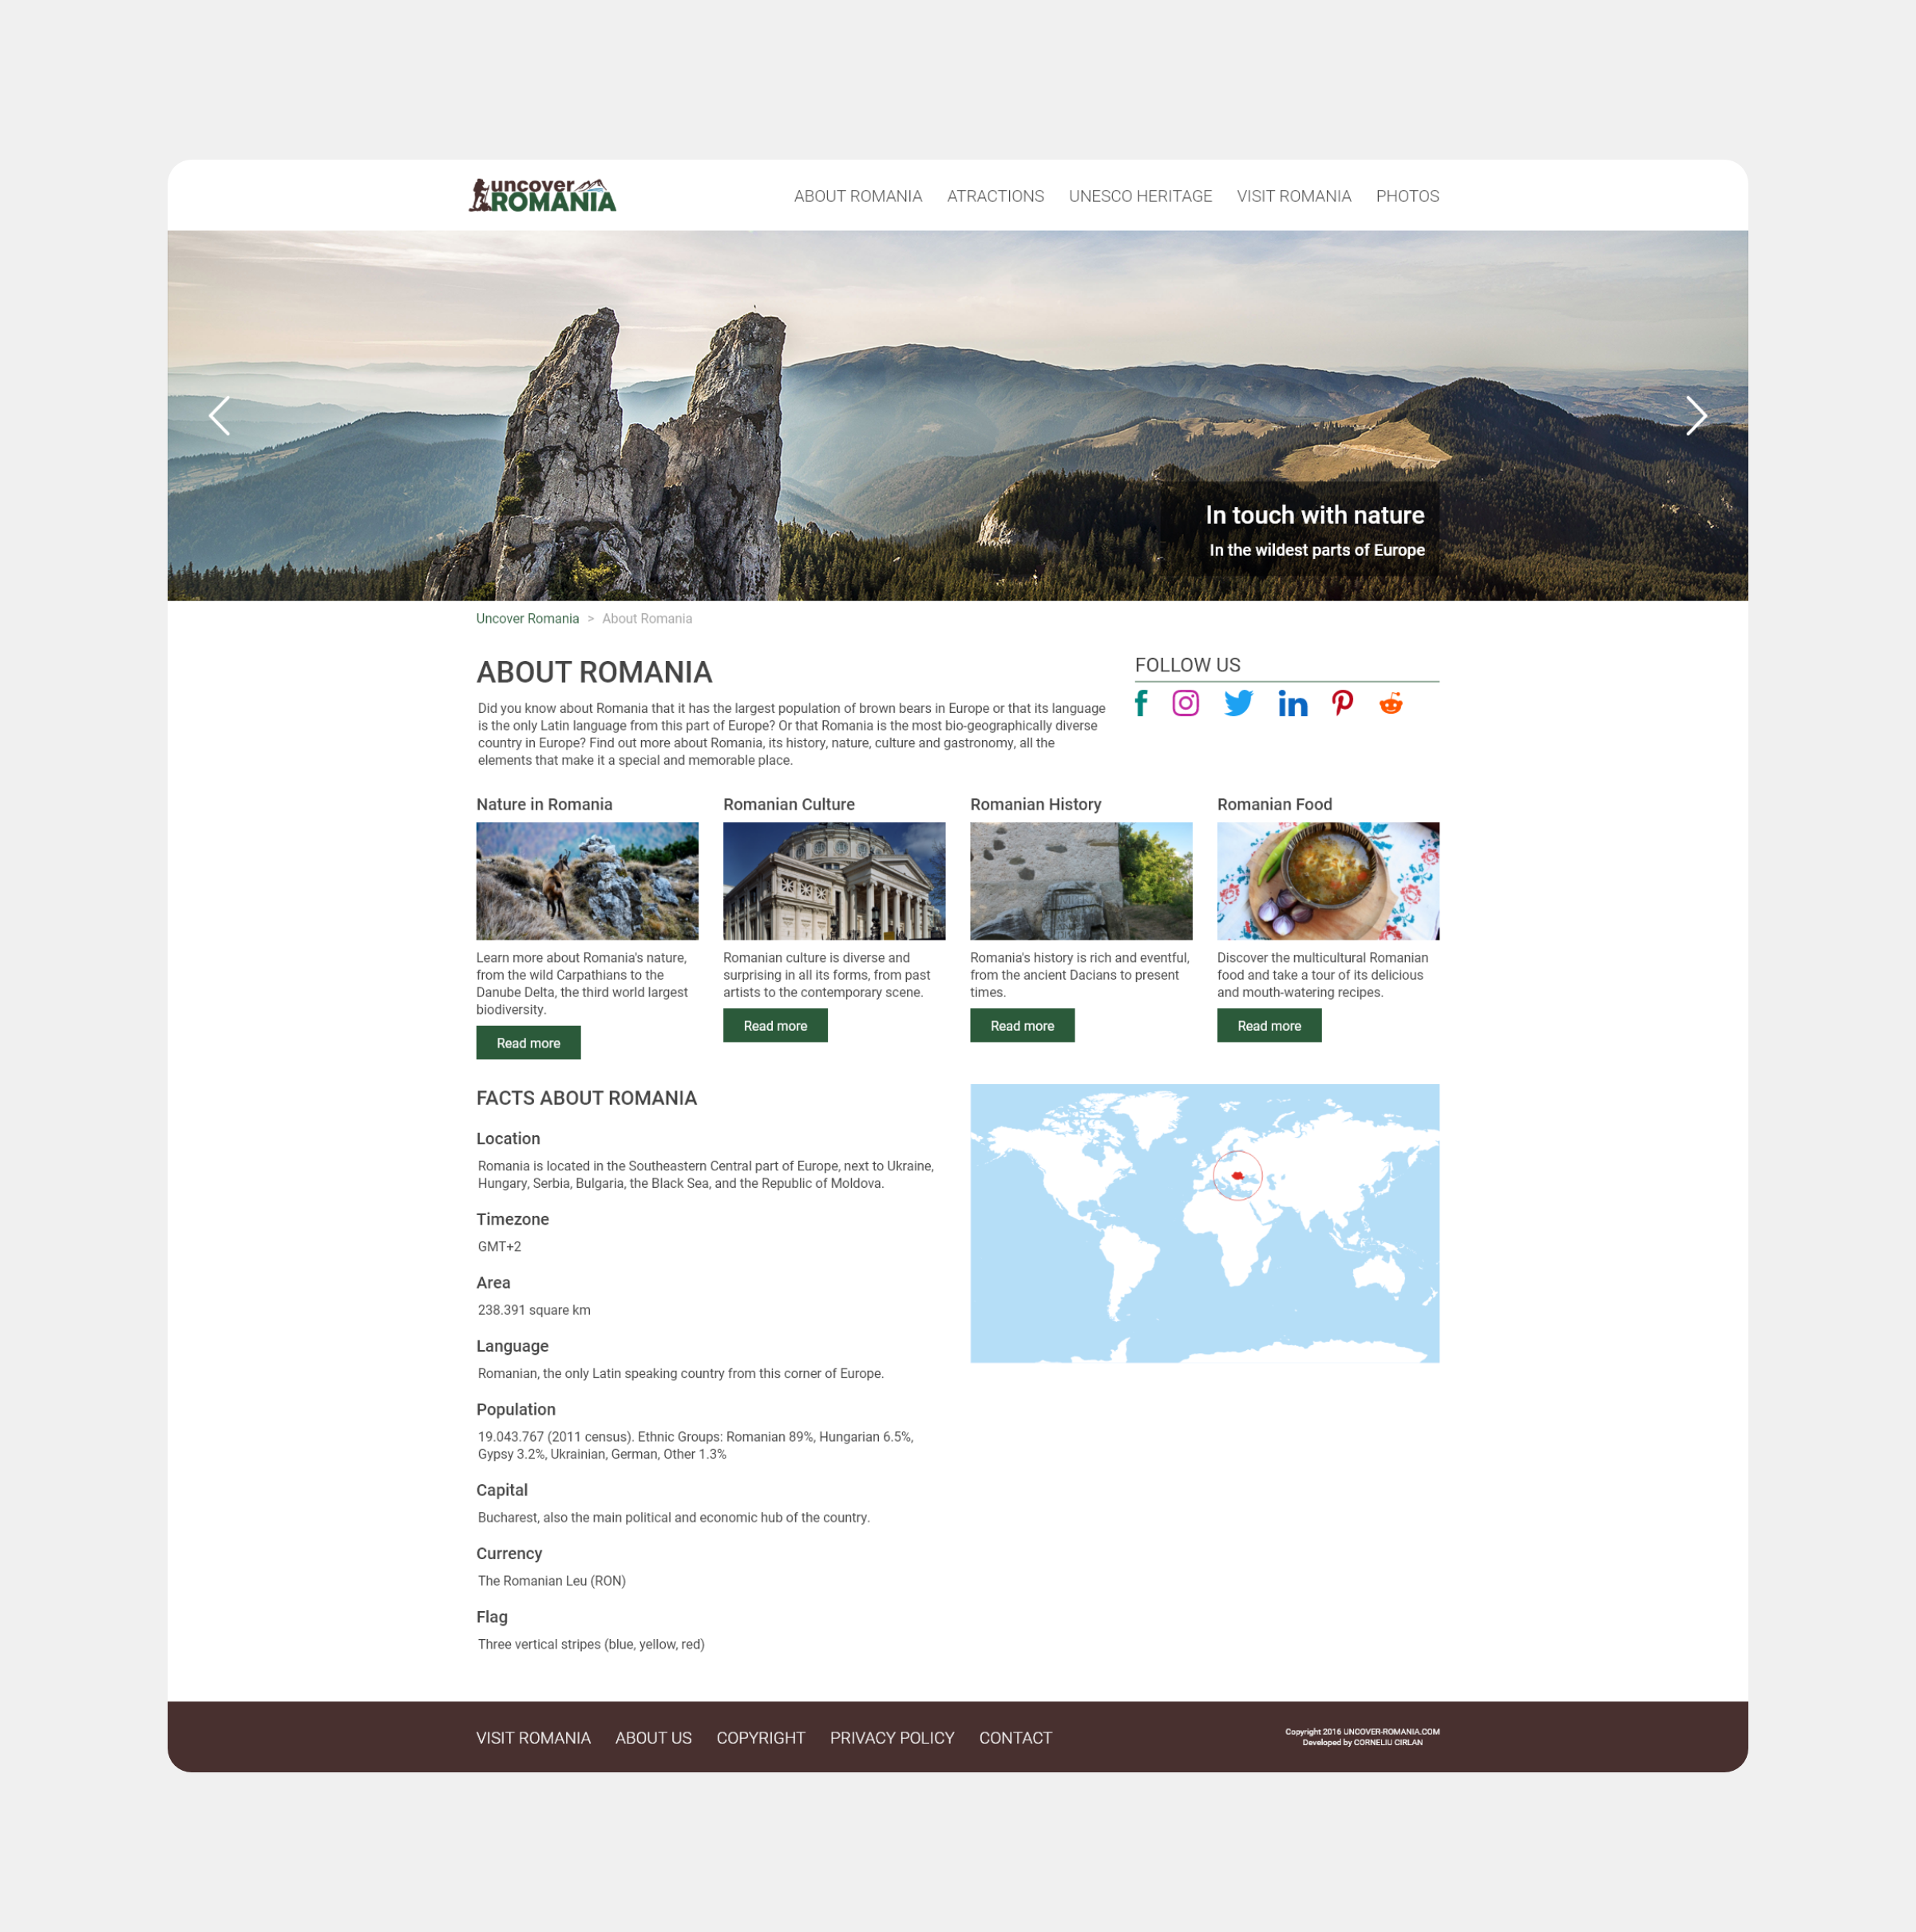 uncover
ROMANIA
ABOUT ROMANIA ATRACTIONS UNESCO HERITAGE VISIT ROMANIA PHOTOS
In touch with nature
In the wildest parts of Europe
Uncover Romania > About Romania
ABOUT ROMANIA
Did you know about Romania that it has the largest population of brown bears in Europe or that its language
is the only Latin language from this part of Europe? Or that Romania is the most bio-geographically diverse
country in Europe? Find out more about Romania, its history, nature, culture and gastronomy, all the
elements that make it a special and memorable place.
FOLLOW US
Nature in Romania
Learn more about Romania's nature,
from the wild Carpathians to the
Danube Delta, the third world largest
biodiversity.
Read more
Romanian Culture
Romanian culture is diverse and
surprising in all its forms, from past
artists to the contemporary scene.
Read more
Romanian History
Romania's history is rich and eventful,
from the ancient Dacians to present
times.
Read more
Romanian Food
Discover the multicultural Romanian
food and take a tour of its delicious
and mouth-watering recipes.
Read more
FACTS ABOUT ROMANIA
Location
Romania is located in the Southeastern Central part of Europe, next to Ukraine,
Hungary, Serbia, Bulgaria, the Black Sea, and the Republic of Moldova.
Timezone
GMT+2
Area
238.391 square km
Language
Romanian, the only Latin speaking country from this corner of Europe.
Population
19.043.767 (2011 census). Ethnic Groups: Romanian 89%, Hungarian 6.5%,
Gypsy 3.2%, Ukrainian, German, Other 1.3%
Capital
Bucharest, also the main political and economic hub of the country.
Currency
The Romanian Leu (RON)
Flag
Three vertical stripes (blue, yellow, red)
VISIT ROMANIA ABOUT US COPYRIGHT PRIVACY POLICY CONTACT
Copyright 2016 UNCOVER-ROMANIA.COM
Developed by CORNELIU CIRLAN